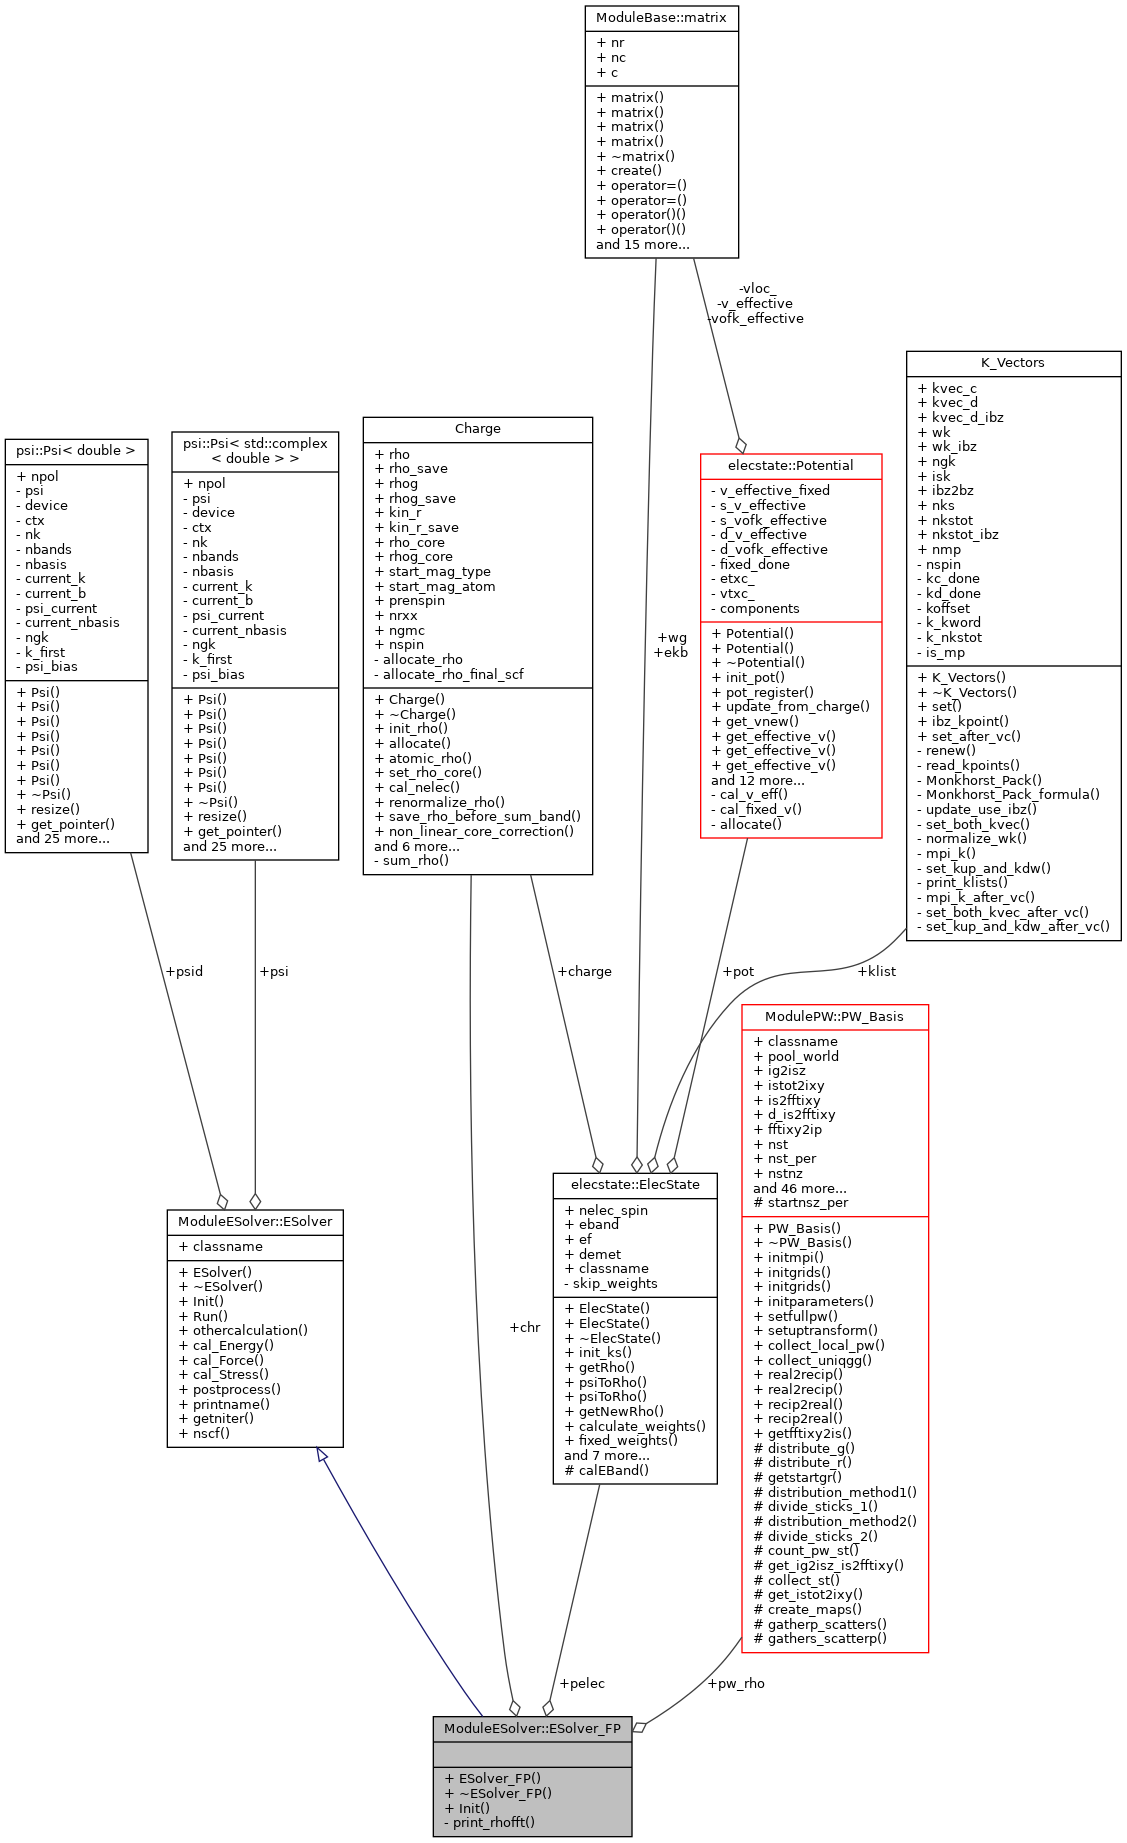 ModuleBase::matrix
+ nr
+ nc
+ c
+ matrix()
+ matrix()
+ matrix()
+ matrix()
+ ~matrix()
+ create()
+ operator=()
+ operator=()
+ operator()()
+ operator()()
and 15 more...
-vloc_
-v_effective
-vofk_effective
K_Vectors
+ kvec_c
+ kvec_d
+ kvec_d_ibz
+ wk
+ wk_ibz
+ ngk
+ isk
+ ibz2bz
+ nks
+ nkstot
+ nkstot_ibz
+ nmp
- nspin
- kc_done
- kd_done
- koffset
- k_kword
- k_nkstot
- is_mp
+ K_Vectors()
+ ~K_Vectors()
+ set()
+ ibz_kpoint()
+ set_after_vc()
- renew()
- read_kpoints()
- Monkhorst_Pack()
- Monkhorst_Pack_formula()
- update_use_ibz()
- set_both_kvec()
- normalize_wk()
- mpi_k()
- set_kup_and_kdw()
- print_klists()
- mpi_k_after_vc()
- set_both_kvec_after_vc()
- set_kup_and_kdw_after_vc()
psi::Psi< double >
+ npol
- psi
- device
- ctx
- nk
- nbands
- nbasis
- current_k
- current_b
- psi_current
- current_nbasis
- ngk
- k_first
- psi_bias
+ Psi()
+ Psi()
+ Psi()
+ Psi()
+ Psi()
+ Psi()
+ Psi()
+ ~Psi()
+ resize()
+ get_pointer()
and 25 more...
psi::Psi< std::complex
< double > >
+ npol
- psi
- device
- ctx
- nk
- nbands
- nbasis
- current_k
- current_b
- psi_current
- current_nbasis
- ngk
- k_first
- psi_bias
+ Psi()
+ Psi()
+ Psi()
+ Psi()
+ Psi()
+ Psi()
+ Psi()
+ ~Psi()
+ resize()
+ get_pointer()
and 25 more...
Charge
+ rho
+ rho_save
+ rhog
+ rhog_save
+ kin_r
+ kin_r_save
+ rho_core
+ rhog_core
+ start_mag_type
+ start_mag_atom
+ prenspin
+ nrxx
+ ngmc
+ nspin
- allocate_rho
- allocate_rho_final_scf
+ Charge()
+ ~Charge()
+ init_rho()
+ allocate()
+ atomic_rho()
+ set_rho_core()
+ cal_nelec()
+ renormalize_rho()
+ save_rho_before_sum_band()
+ non_linear_core_correction()
and 6 more...
- sum_rho()
+wg
+ekb
elecstate::Potential
- v_effective_fixed
- s_v_effective
- s_vofk_effective
- d_v_effective
- d_vofk_effective
- fixed_done
- etxc_
- vtxc_
- components
+ Potential()
+ Potential()
+ ~Potential()
+ init_pot()
+ pot_register()
+ update_from_charge()
+ get_vnew()
+ get_effective_v()
+ get_effective_v()
+ get_effective_v()
and 12 more...
- cal_v_eff()
- cal_fixed_v()
- allocate()
+psid
+psi
+charge
+pot
+klist
ModulePW::PW_Basis
+ classname
+ pool_world
+ ig2isz
+ istot2ixy
+ is2fftixy
+ d_is2fftixy
+ fftixy2ip
+ nst
+ nst_per
+ nstnz
and 46 more...
# startnsz_per
+ PW_Basis()
+ ~PW_Basis()
+ initmpi()
+ initgrids()
+ initgrids()
+ initparameters()
+ setfullpw()
+ setuptransform()
+ collect_local_pw()
+ collect_uniqgg()
+ real2recip()
+ real2recip()
+ recip2real()
+ recip2real()
+ getfftixy2is()
# distribute_g()
# distribute_r()
# getstartgr()
# distribution_method1()
# divide_sticks_1()
# distribution_method2()
# divide_sticks_2()
# count_pw_st()
# get_ig2isz_is2fftixy()
# collect_st()
# get_istot2ixy()
# create_maps()
# gatherp_scatters()
# gathers_scatterp()
ModuleESolver::ESolver
+ classname
+ ESolver()
+ ~ESolver()
+ Init()
+ Run()
+ othercalculation()
+ cal_Energy()
+ cal_Force()
+ cal_Stress()
+ postprocess()
+ printname()
+ getniter()
+ nscf()
+chr
elecstate::ElecState
+ nelec_spin
+ eband
+ ef
+ demet
+ classname
- skip_weights
+ ElecState()
+ ElecState()
+ ~ElecState()
+ init_ks()
+ getRho()
+ psiToRho()
+ psiToRho()
+ getNewRho()
+ calculate_weights()
+ fixed_weights()
and 7 more...
# calEBand()
+pelec
+pw_rho
ModuleESolver::ESolver_FP
+ ESolver_FP()
+ ~ESolver_FP()
+ Init()
- print_rhofft()